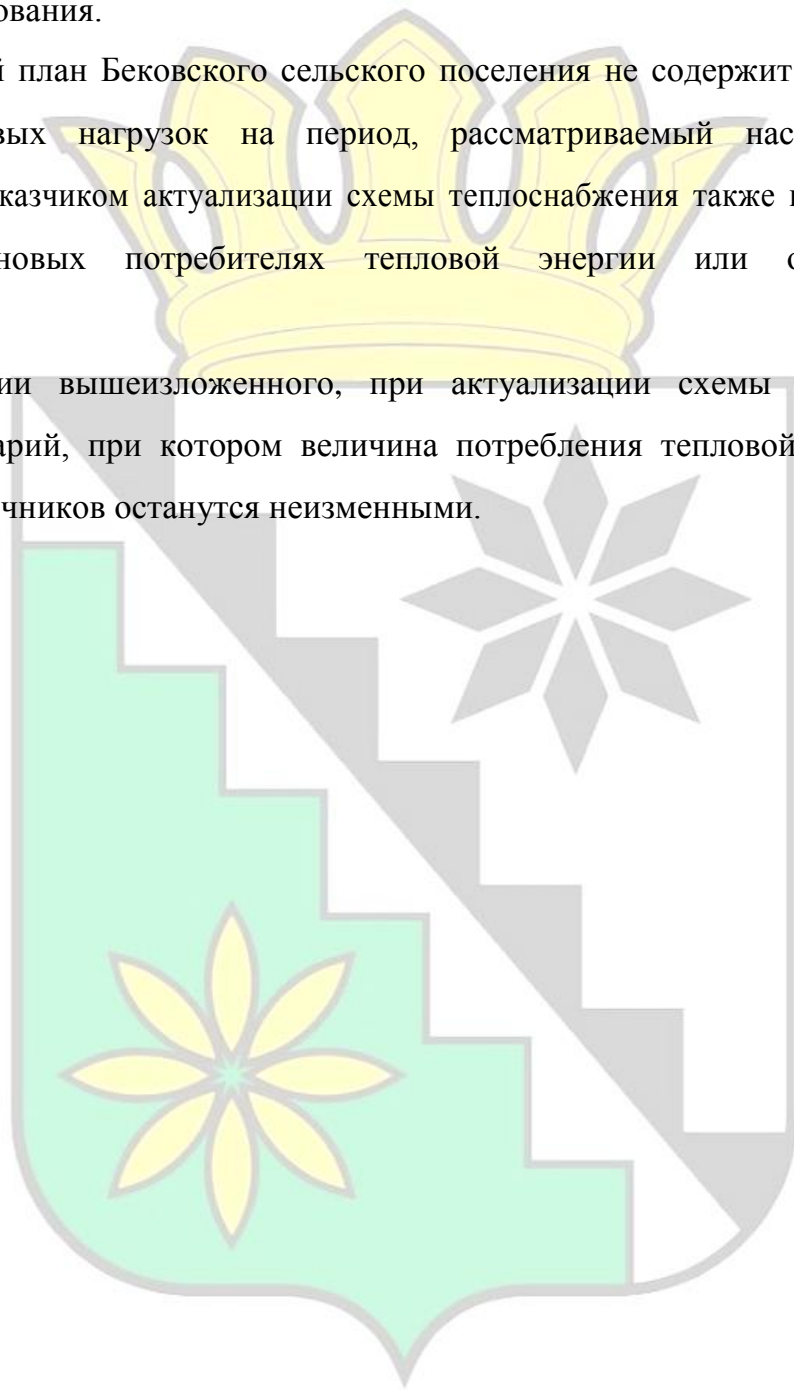 ования.
й план Бековского сельского поселения не содержит
вых нагрузок на период, рассматриваемый нас
казчиком актуализации схемы теплоснабжения также
новых потребителях тепловой энергии или
ии вышеизложенного, при актуализации схемы
арий, при котором величина потребления тепловой
чников останутся неизменными.